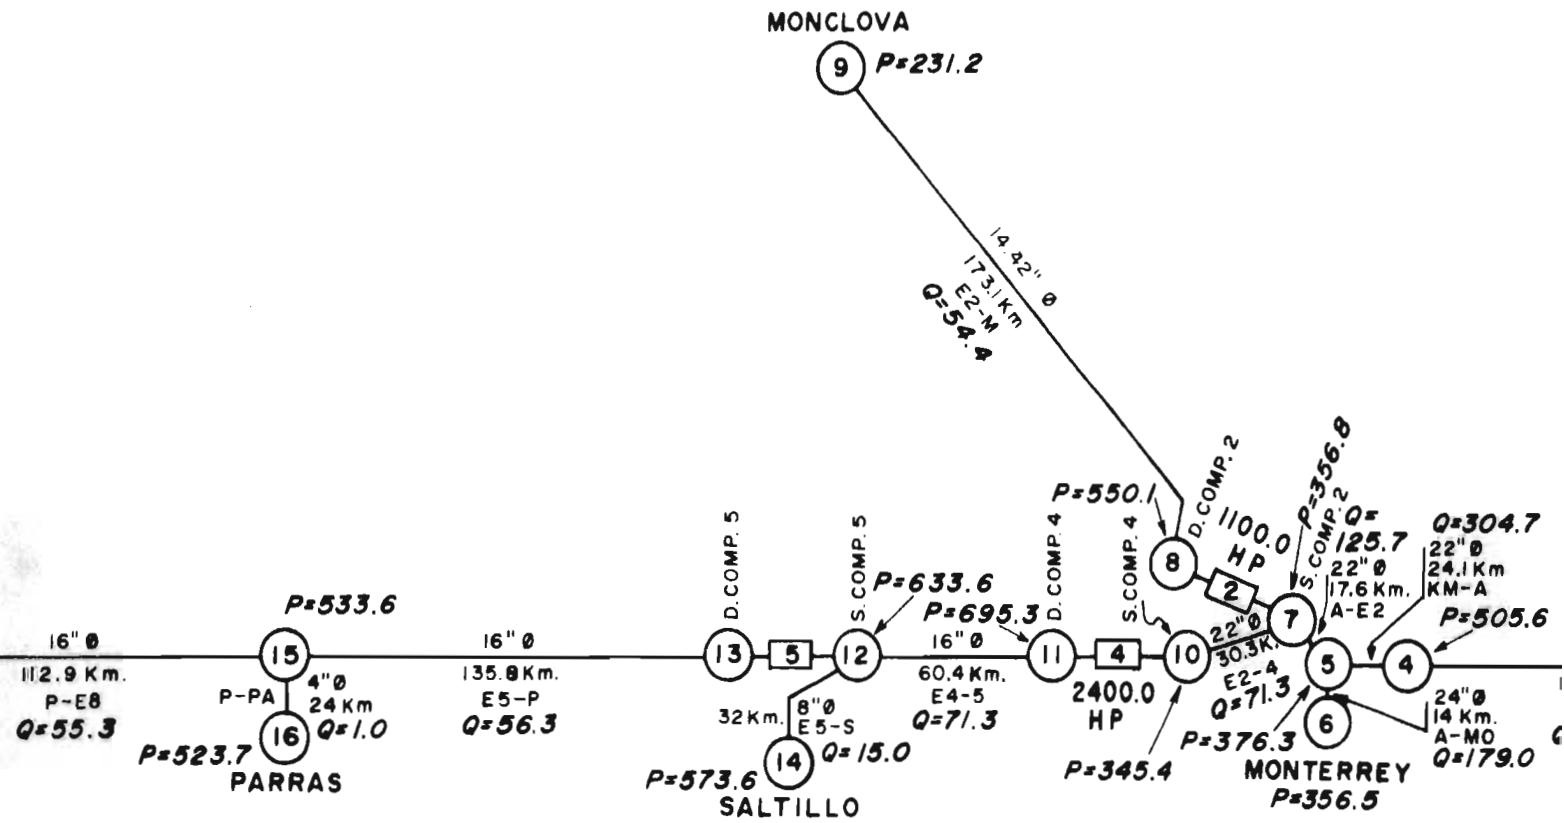 MONCLOVA
9
P=231.2
14.42" Ø
173.1 Km
E2-M
Q=54.4
P=550.1
D. COMP. 2
1100.0
HP
P=356.8
S. COMP. 2
Q=
125.7
22" Ø
17.6 Km.
A-E2
Q=304.7
22" Ø
24.1 Km
KM-A
P=505.6
8
2
7
5
4
6
24" Ø
14 Km.
A-MO
Q=179.0
P=376.3
MONTERREY
P=356.5
22" Ø
30.3 K.
E2-4
Q=71.3
S. COMP. 4
10
P=345.4
4
2400.0
HP
D. COMP. 4
11
P=695.3
16" Ø
60.4 Km.
E4-5
Q=71.3
P=633.6
S. COMP. 5
12
5
D. COMP. 5
13
32 Km.
8" Ø
E5-S
Q=15.0
14
P=573.6
SALTILLO
16" Ø
135.8 Km.
E5-P
Q=56.3
P=533.6
15
P-PA
4" Ø
24 Km
Q=1.0
16
P=523.7
PARRAS
16" Ø
112.9 Km.
P-E8
Q=55.3